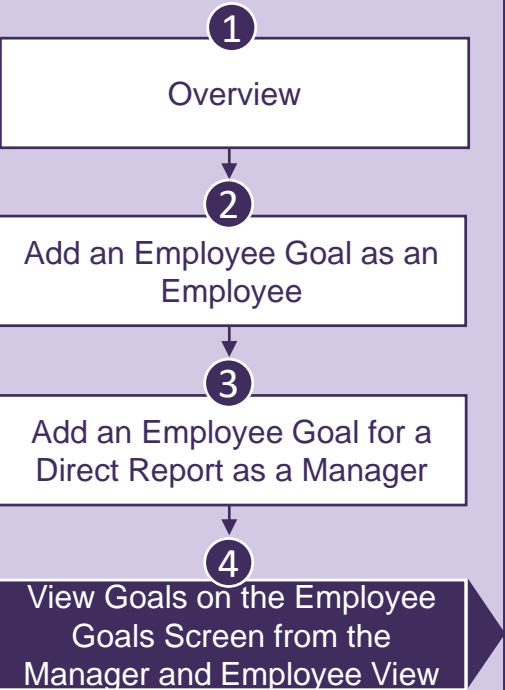 1
Overview
2
Add an Employee Goal as an
Employee
3
Add an Employee Goal for a
Direct Report as a Manager
4
View Goals on the Employee
Goals Screen from the
Manager and Employee View